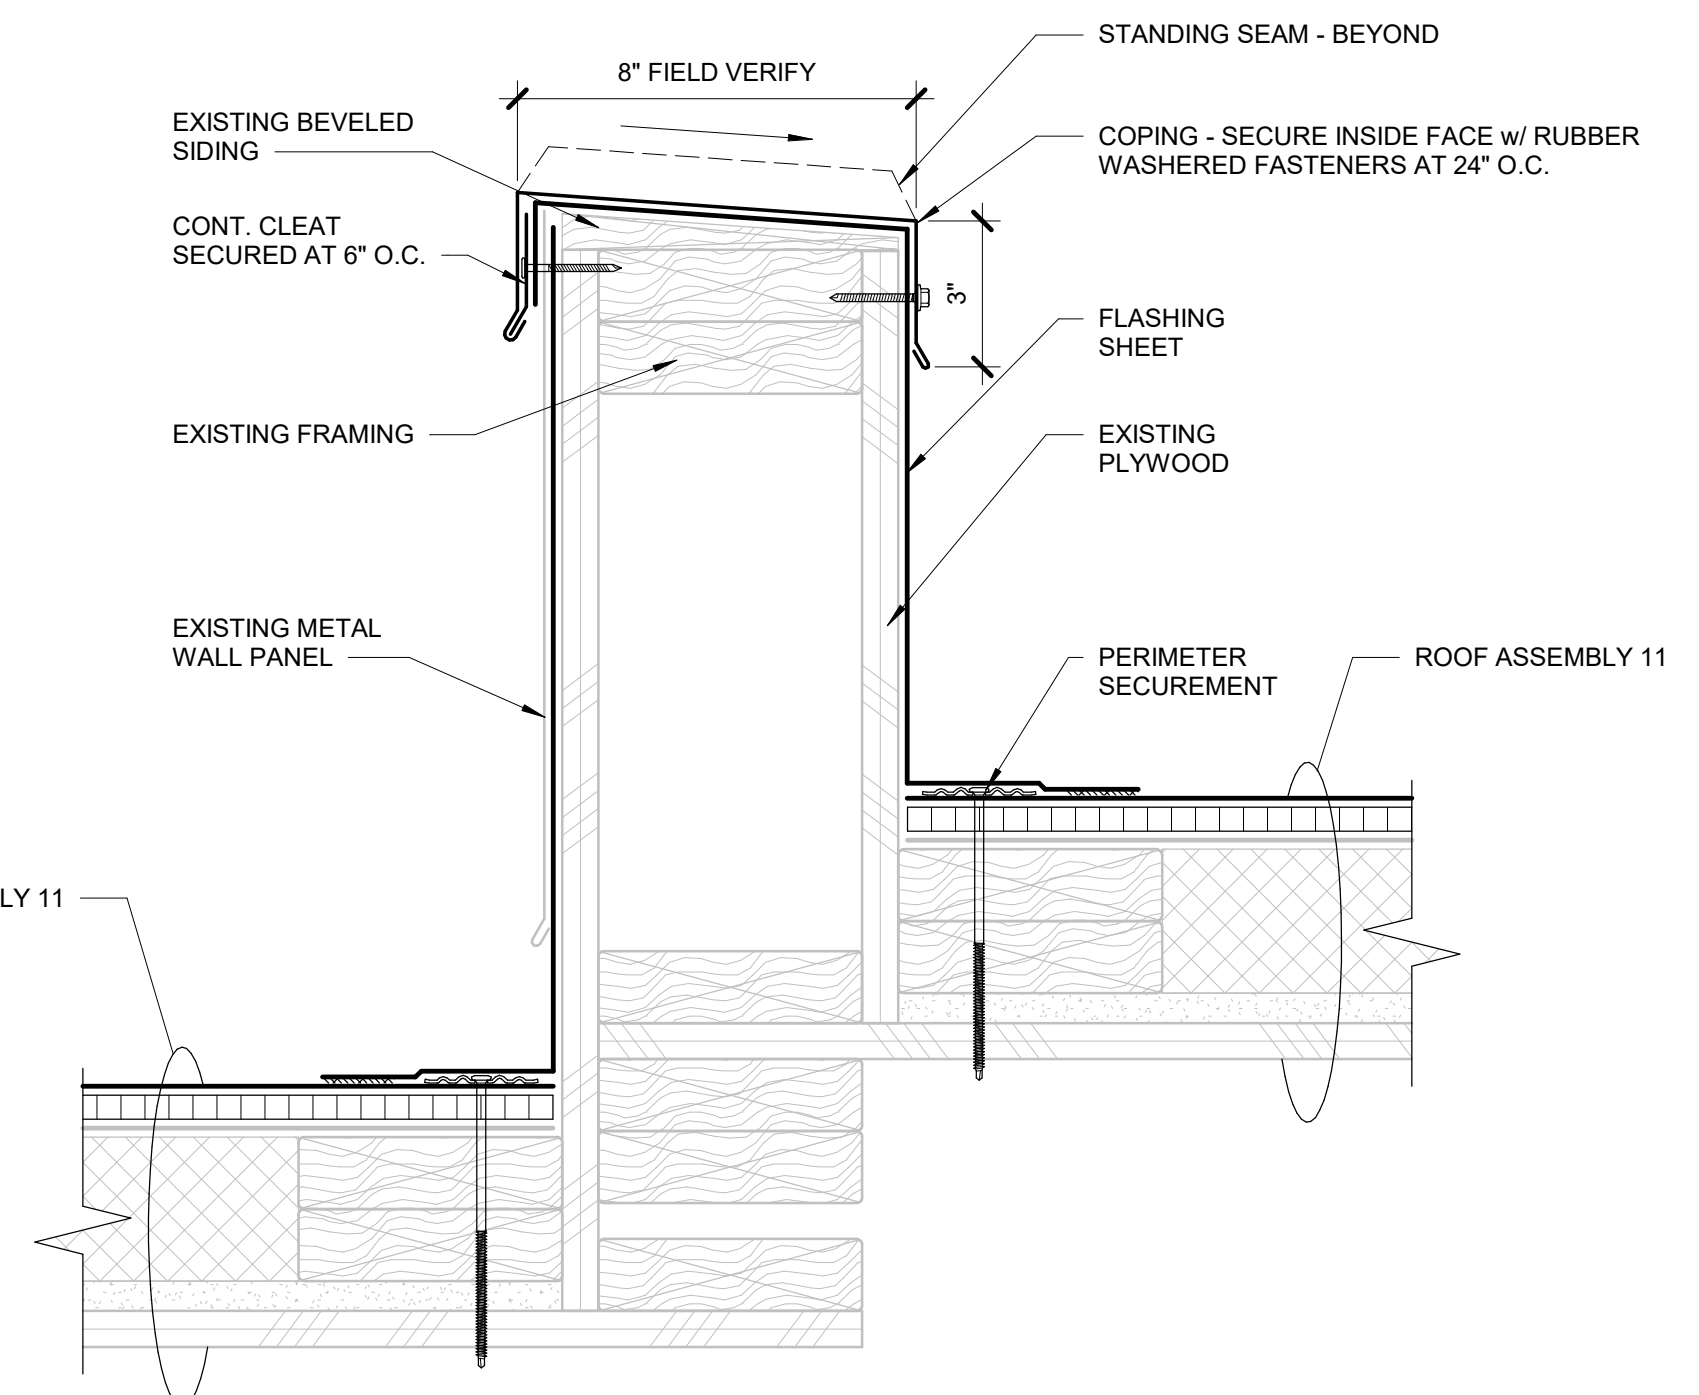 STANDING SEAM - BEYOND
8" FIELD VERIFY
EXISTING BEVELED
SIDING
COPING - SECURE INSIDE FACE w/ RUBBER
WASHERED FASTENERS AT 24" O.C.
CONT. CLEAT
SECURED AT 6" O.C.
3"
FLASHING
SHEET
EXISTING FRAMING
EXISTING
PLYWOOD
EXISTING METAL
WALL PANEL
PERIMETER
SECUREMENT
ROOF ASSEMBLY 11
LY 11